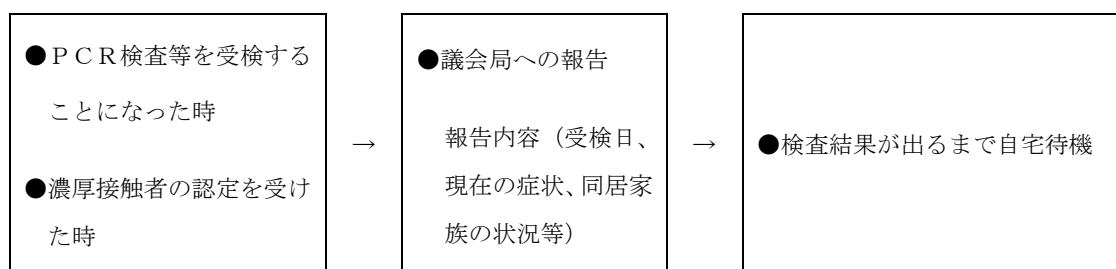 ●ＰＣＲ検査等を受検する
ことになった時
●濃厚接触者の認定を受け
た時
→
●議会局への報告
報告内容（受検日、
現在の症状、同居家
族の状況等）
→
●検査結果が出るまで自宅待機